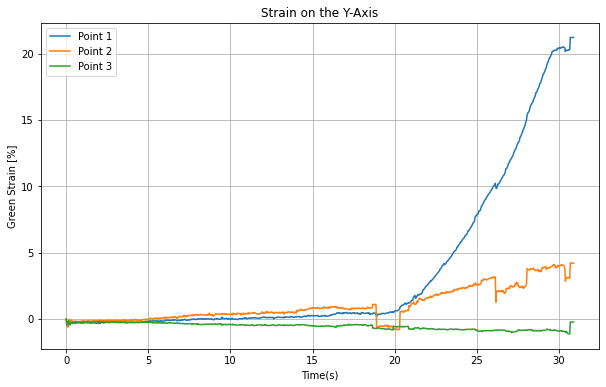 Strain on the Y-Axis
Point 1
Point 2
Point 3
Green Strain [%]
20
15
10
5
0
0 5 10 15 20 25 30
Time(s)